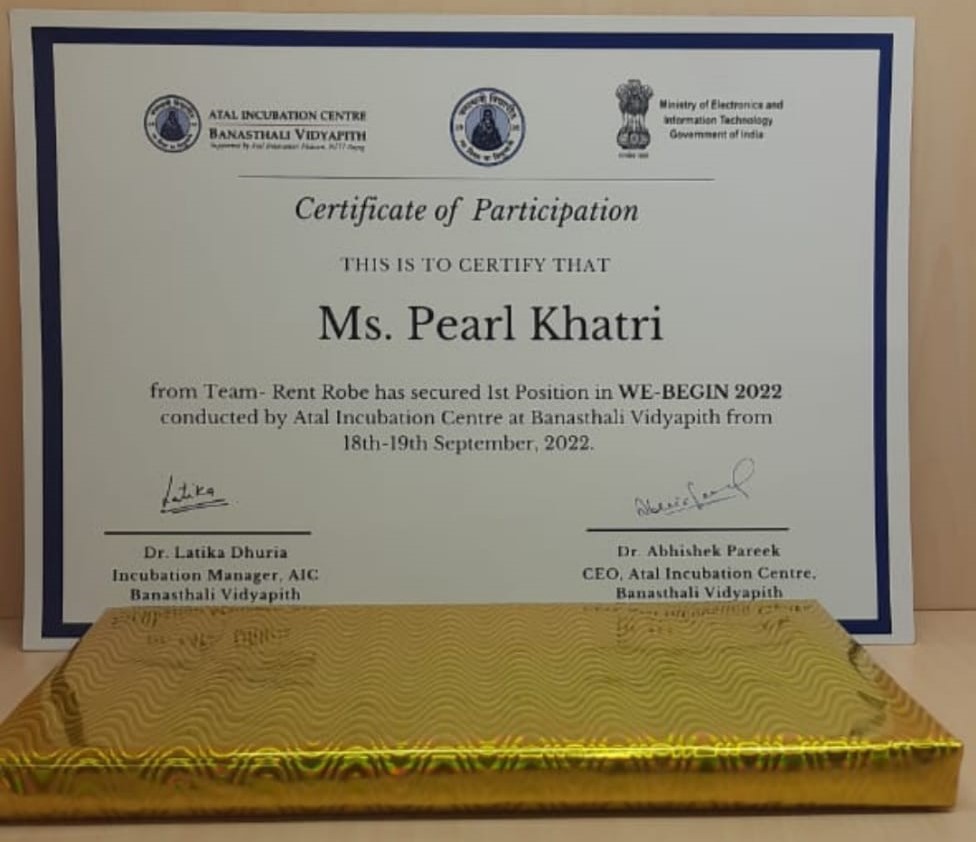 ATAL INCUBATION CENTRE
BANASTHALI VIDYAPITH
Ministry of Electronics and
Information Technology
Government of India
Certificate of Participation
THIS IS TO CERTIFY THAT
Ms. Pearl Khatri
from Team- Rent Robe has secured 1st Position in WE-BEGIN 2022
conducted by Atal Incubation Centre at Banasthali Vidyapith from
18th-19th September, 2022.
Latika
Dr. Latika Dhuria
Incubation Manager, AIC
Banasthali Vidyapith
Dr. Abhishek Pareek
CEO, Atal Incubation Centre,
Banasthali Vidyapith